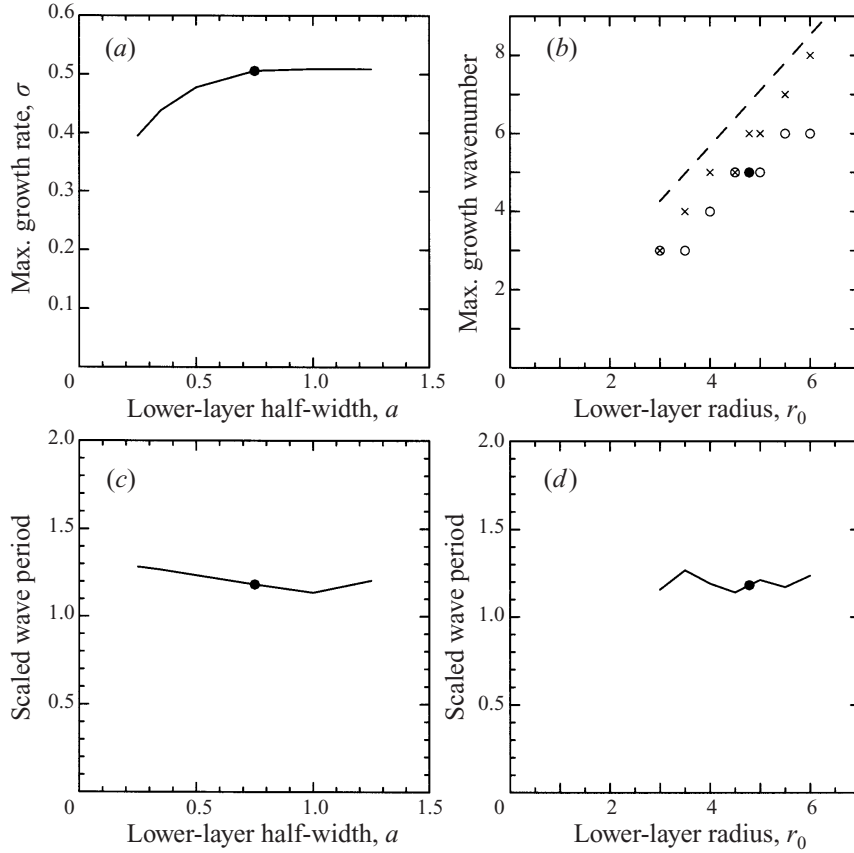 0.6
(a)
0.5
0.4
0.3
0.2
0.1
0
0.5
1.0
1.5
Max. growth rate, σ
Lower-layer half-width, a
(b)
8
6
4
2
0
2
4
6
Max. growth wavenumber
Lower-layer radius, r₀
2.0
(c)
1.5
1.0
0.5
0
0.5
1.0
1.5
Scaled wave period
Lower-layer half-width, a
2.0
(d)
1.5
1.0
0.5
0
2
4
6
Scaled wave period
Lower-layer radius, r₀